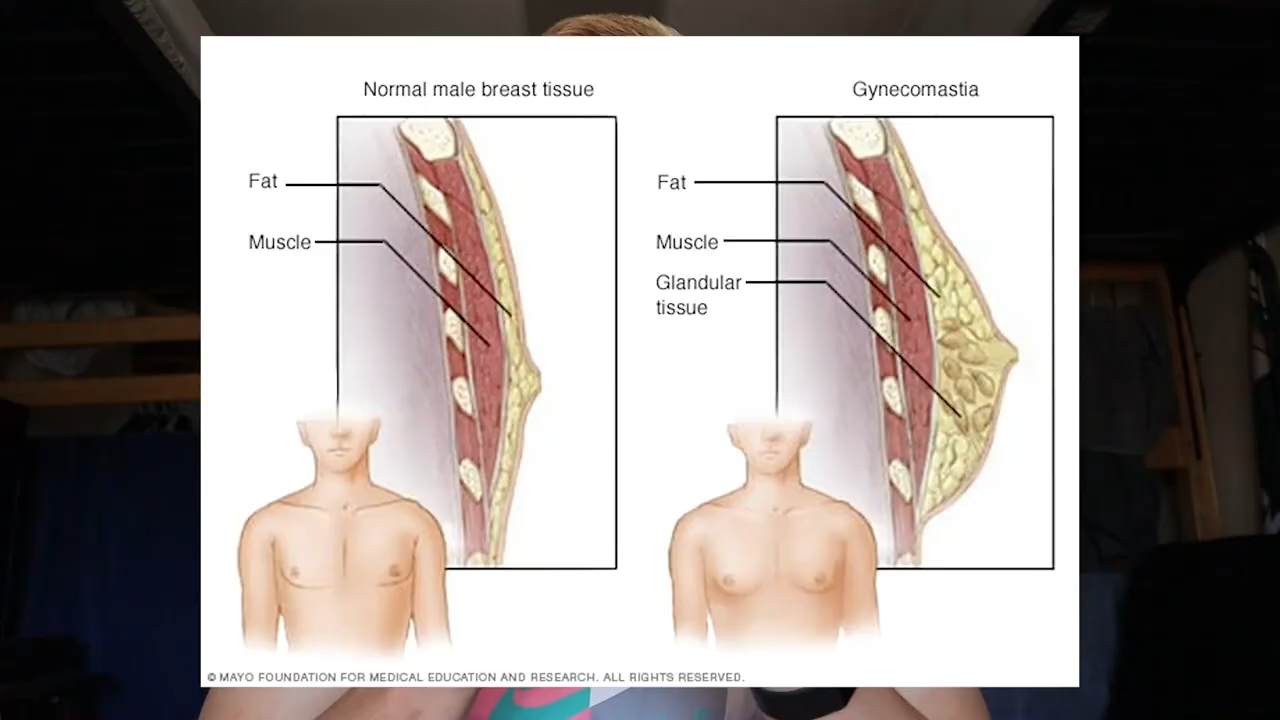 Normal male breast tissue
Gynecomastia
Fat
Muscle
Fat
Muscle
Glandular
tissue
© MAYO FOUNDATION FOR MEDICAL EDUCATION AND RESEARCH. ALL RIGHTS RESERVED.